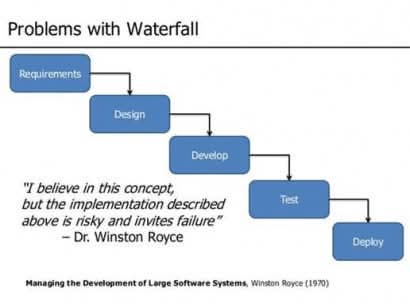 Problems with Waterfall
Requirements
Design
Develop
Test
Deploy
"I believe in this concept,
but the implementation described
above is risky and invites failure"
– Dr. Winston Royce
Managing the Development of Large Software Systems, Winston Royce (1970)